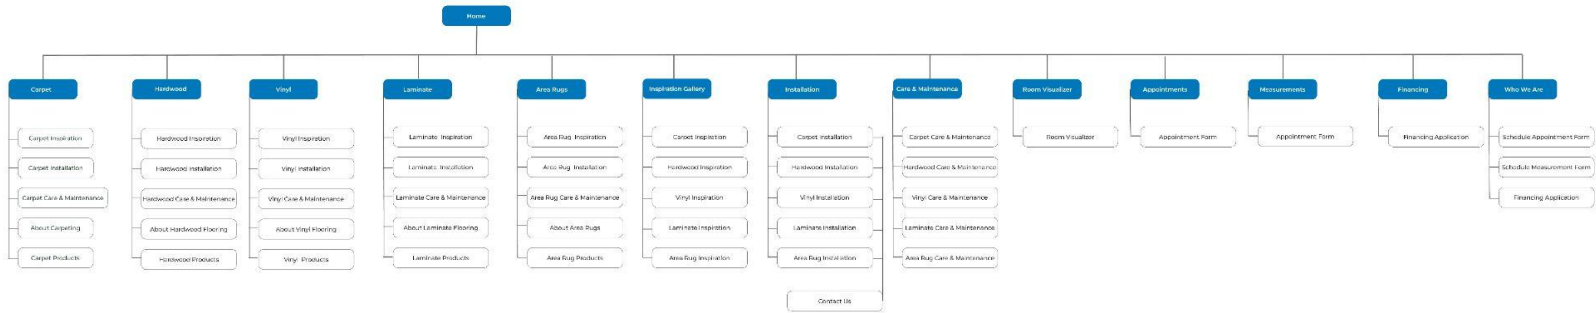 Home
Carpet
Hardwood
Vinyl
Laminate
Area Rugs
Inspiration Gallery
Installation
Care & Maintenance
Room Visualizer
Appointments
Measurements
Financing
Who We Are
Carpet Inspiration
Carpet Installation
Carpet Care & Maintenance
About Carpeting
Carpet Products
Hardwood Inspiration
Hardwood Installation
Hardwood Care & Maintenance
About Hardwood Flooring
Hardwood Products
Vinyl Inspiration
Vinyl Installation
Vinyl Care & Maintenance
About Vinyl Flooring
Vinyl Products
Laminate Inspiration
Laminate Installation
Laminate Care & Maintenance
About Laminate Flooring
Laminate Products
Area Rug Inspiration
Area Rug Installation
Area Rug Care & Maintenance
About Area Rugs
Area Rug Products
Carpet Inspiration
Hardwood Inspiration
Vinyl Inspiration
Laminate Inspiration
Area Rug Inspiration
Carpet Installation
Hardwood Installation
Vinyl Installation
Laminate Installation
Area Rug Installation
Contact Us
Carpet Care & Maintenance
Hardwood Care & Maintenance
Vinyl Care & Maintenance
Laminate Care & Maintenance
Area Rug Care & Maintenance
Room Visualizer
Appointment Form
Appointment Form
Financing Application
Schedule Appointment Form
Schedule Measurement Form
Financing Application